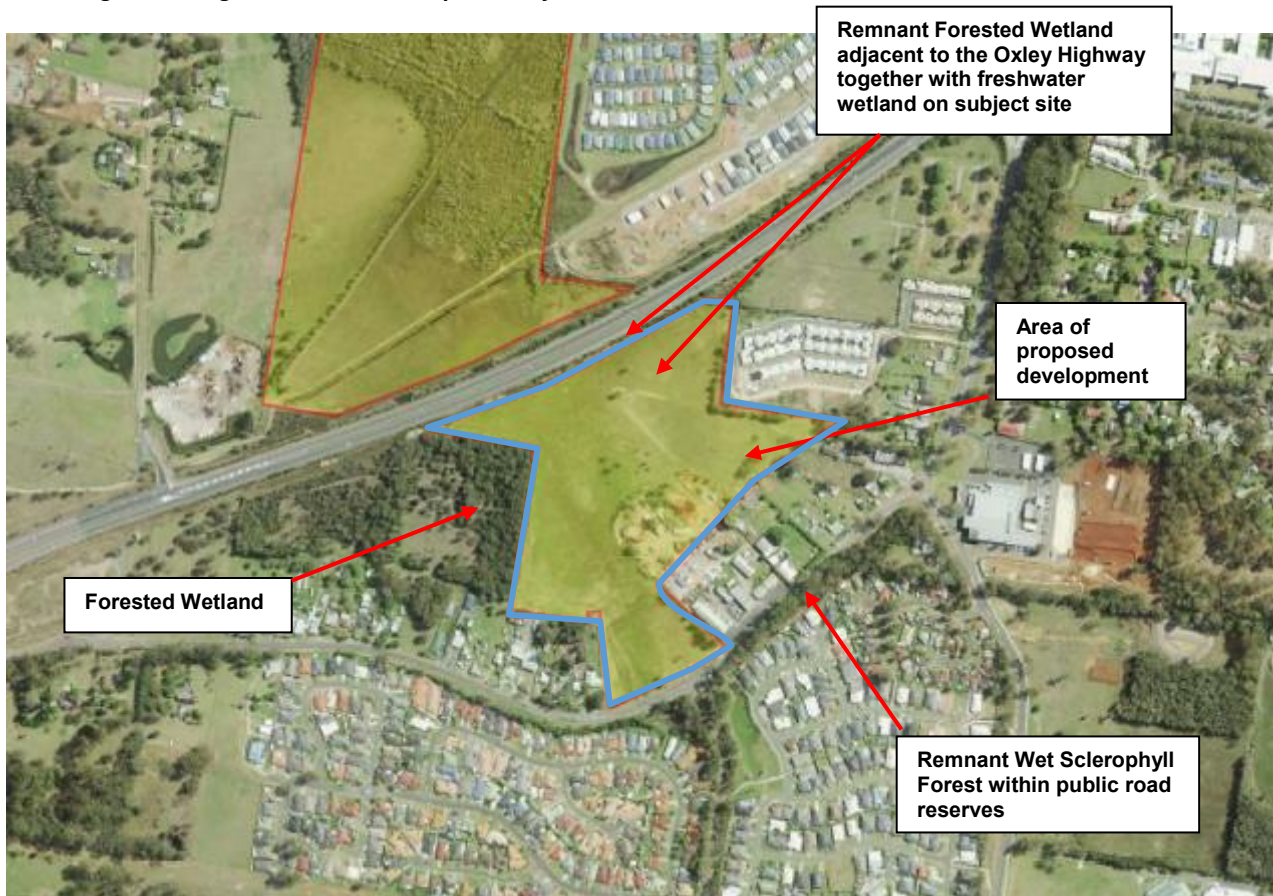 Remnant Forested Wetland
adjacent to the Oxley Highway
together with freshwater
wetland on subject site
Area of
proposed
development
Forested Wetland
Remnant Wet Sclerophyll
Forest within public road
reserves